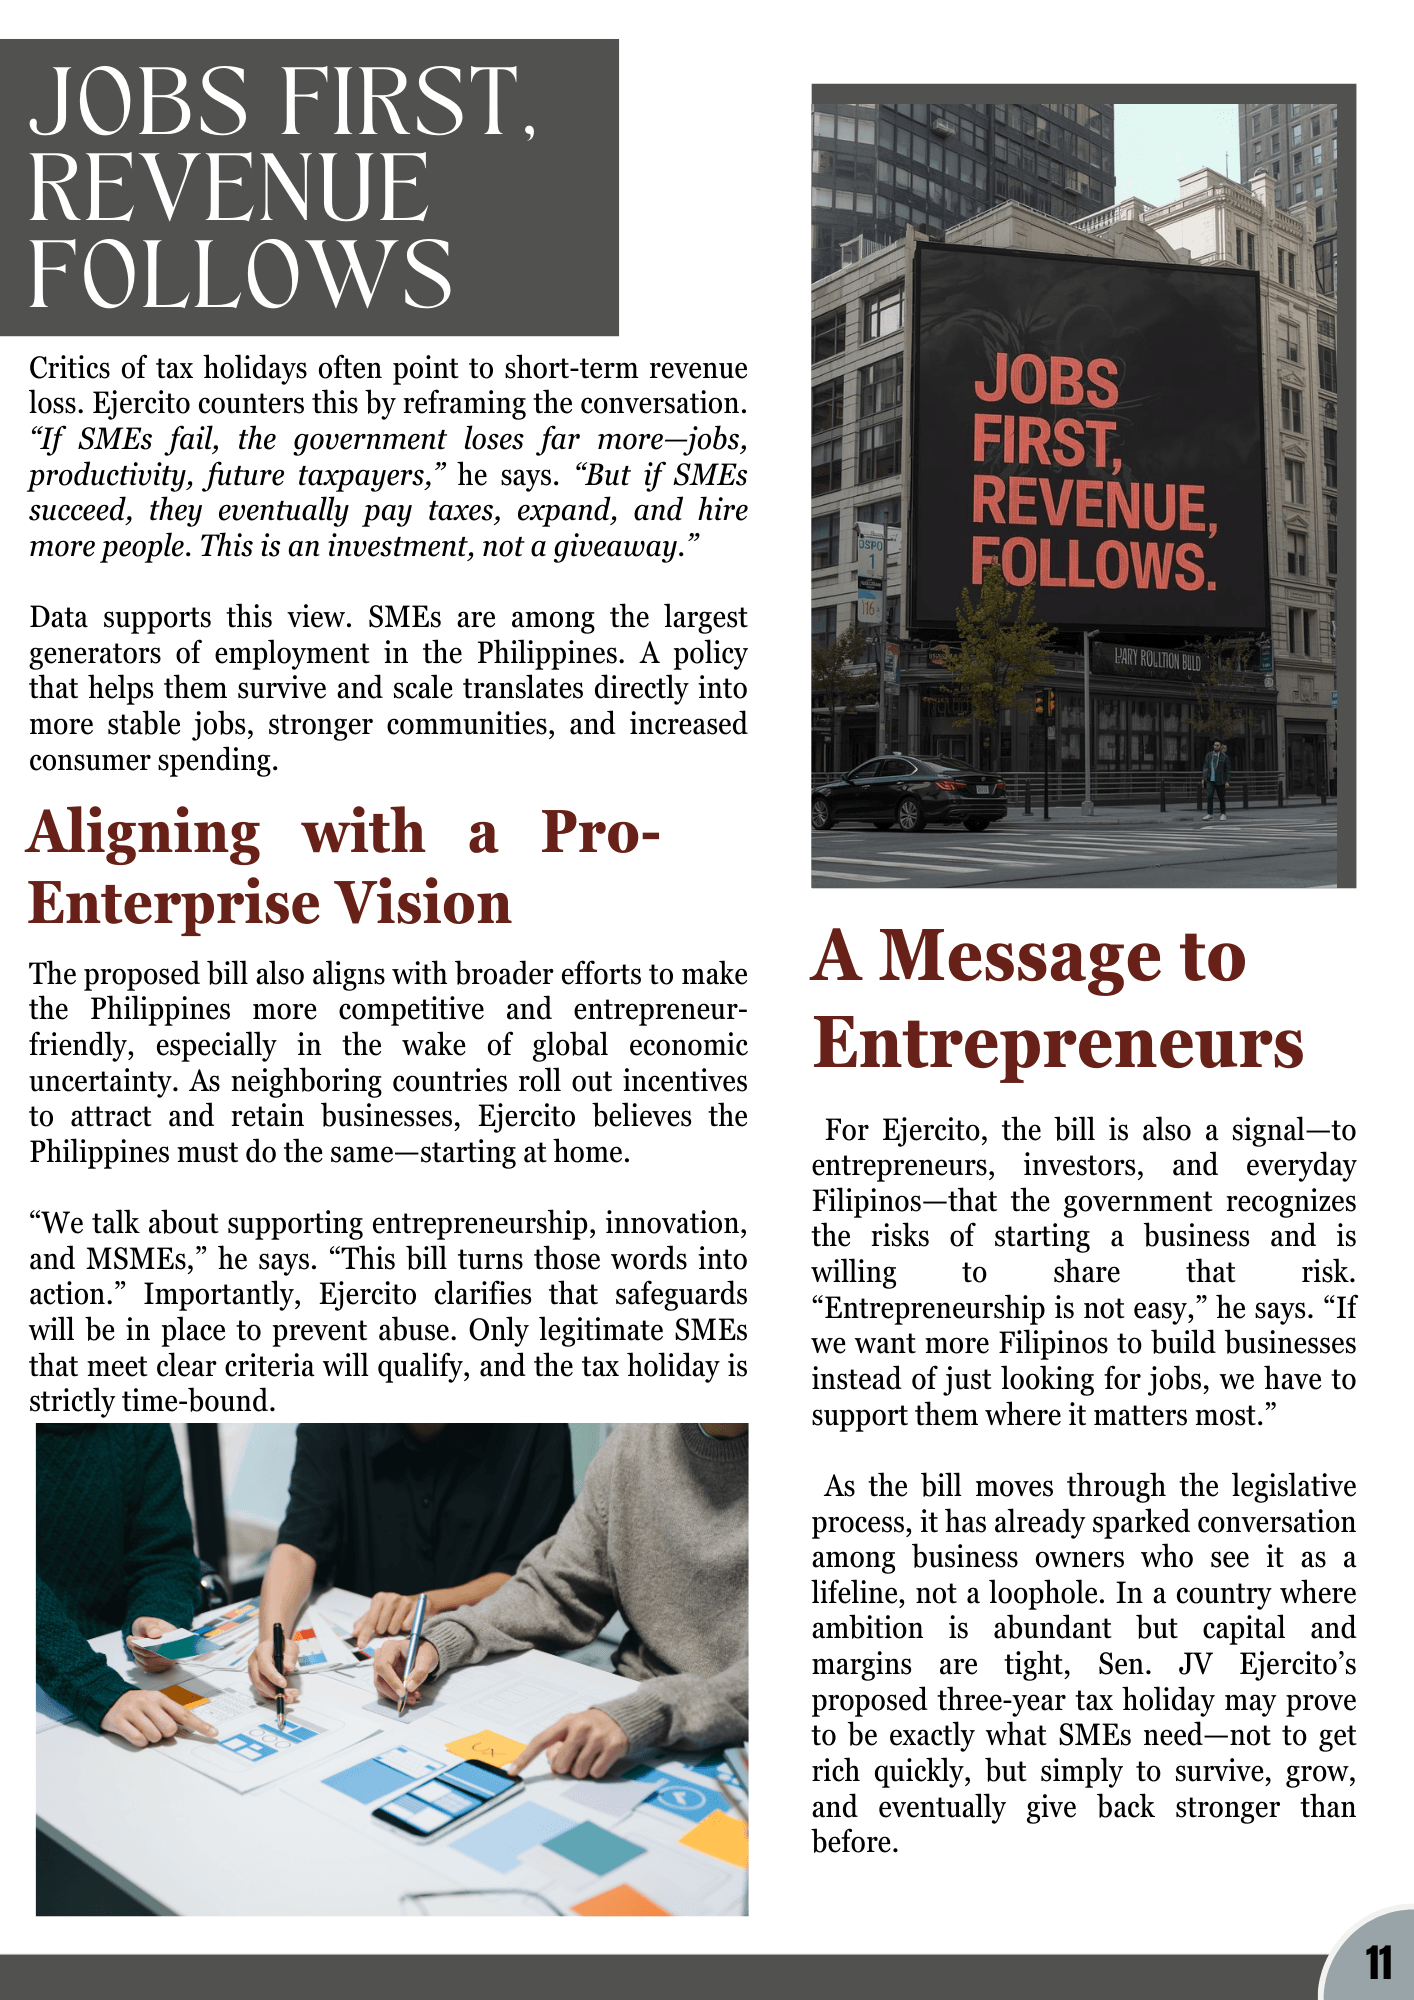 JOBS FIRST,
REVENUE
FOLLOWS
Critics of tax holidays often point to short-term revenue
loss. Ejercito counters this by reframing the conversation.
“If SMEs fail, the government loses far more—jobs,
productivity, future taxpayers,” he says. “But if SMEs
succeed, they eventually pay taxes, expand, and hire
more people. This is an investment, not a giveaway.”
Data supports this view. SMEs are among the largest
generators of employment in the Philippines. A policy
that helps them survive and scale translates directly into
more stable jobs, stronger communities, and increased
consumer spending.
Aligning with a Pro-
Enterprise Vision
The proposed bill also aligns with broader efforts to make
the Philippines more competitive and entrepreneur-
friendly, especially in the wake of global economic
uncertainty. As neighboring countries roll out incentives
to attract and retain businesses, Ejercito believes the
Philippines must do the same—starting at home.
“We talk about supporting entrepreneurship, innovation,
and MSMEs,” he says. “This bill turns those words into
action.” Importantly, Ejercito clarifies that safeguards
will be in place to prevent abuse. Only legitimate SMEs
that meet clear criteria will qualify, and the tax holiday is
strictly time-bound.
UX
JOBS
FIRST,
REVENUE,
FOLLOWS.
DSPO
1
16
HARY ROLLTION BULD
A Message to
Entrepreneurs
For Ejercito, the bill is also a signal—to
entrepreneurs, investors, and everyday
Filipinos—that the government recognizes
the risks of starting a business and is
willing to share that risk.
“Entrepreneurship is not easy,” he says. “If
we want more Filipinos to build businesses
instead of just looking for jobs, we have to
support them where it matters most.”
As the bill moves through the legislative
process, it has already sparked conversation
among business owners who see it as a
lifeline, not a loophole. In a country where
ambition is abundant but capital and
margins are tight, Sen. JV Ejercito’s
proposed three-year tax holiday may prove
to be exactly what SMEs need—not to get
rich quickly, but simply to survive, grow,
and eventually give back stronger than
before.
11